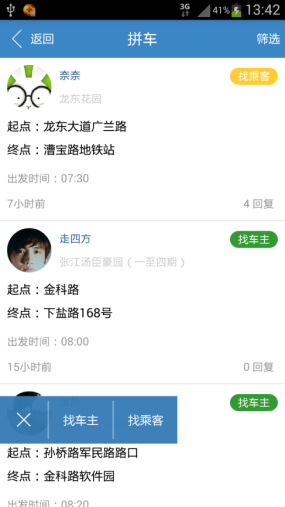 3G 41% 13:42
返回 拼车 筛选
奈奈 找乘客
龙东花园
起点：龙东大道广兰路
终点：漕宝路地铁站
出发时间：07:30
7小时前 4 回复
走四方 找车主
张江汤臣豪园（一至四期）
起点：金科路
终点：下盐路168号
出发时间：08:00
15小时前 0 回复
找车主
找车主 找乘客
起点：孙桥路军民路路口
终点：金科路软件园
出发时间：08:00